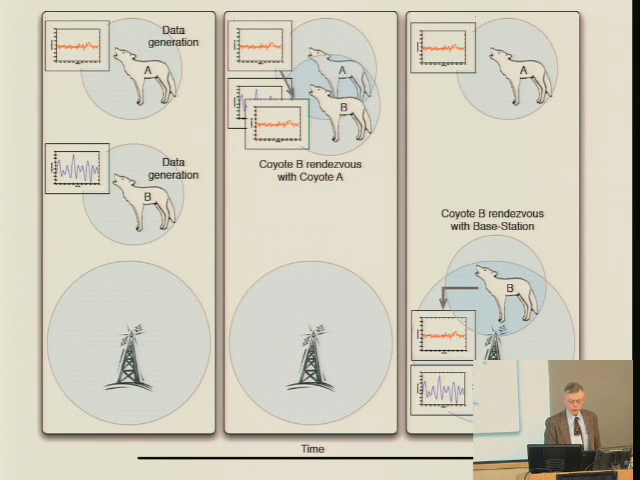 Data
generation
A
Data
generation
B
A
B
Coyote B rendezvous
with Coyote A
A
Coyote B rendezvous
with Base-Station
B
Time